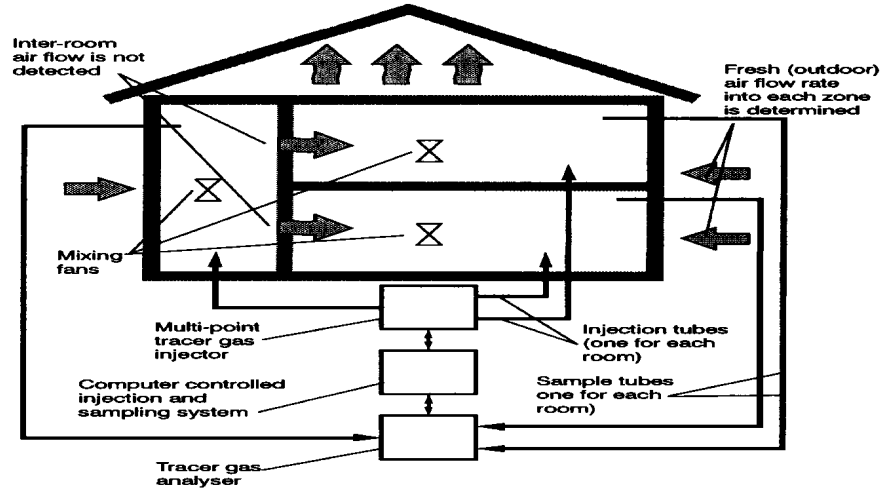 Inter-room
air flow is not
detected
Fresh (outdoor)
air flow rate
into each zone
is determined
Mixing
fans
Multi-point
tracer gas
injector
Injection tubes
(one for each
room)
Computer controlled
injection and
sampling system
Sample tubes
one for each
room)
Tracer gas
analyser